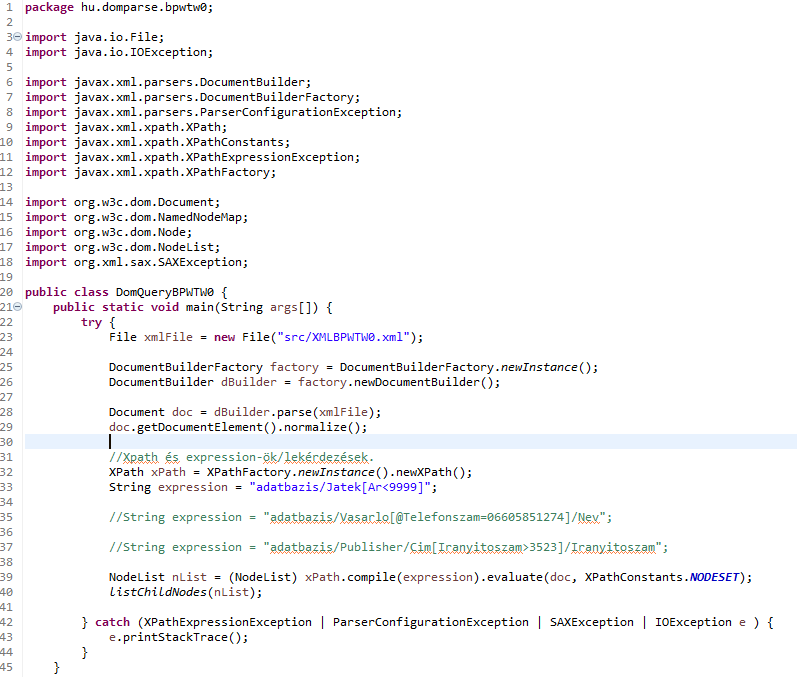 1 package hu.domparse.bpwtw0;
2
3 import java.io.File;
4 import java.io.IOException;
5
6 import javax.xml.parsers.DocumentBuilder;
7 import javax.xml.parsers.DocumentBuilderFactory;
8 import javax.xml.parsers.ParserConfigurationException;
9 import javax.xml.xpath.XPath;
10 import javax.xml.xpath.XPathConstants;
11 import javax.xml.xpath.XPathExpressionException;
12 import javax.xml.xpath.XPathFactory;
13
14 import org.w3c.dom.Document;
15 import org.w3c.dom.NamedNodeMap;
16 import org.w3c.dom.Node;
17 import org.w3c.dom.NodeList;
18 import org.xml.sax.SAXException;
19
20 public class DomQueryBPWTW0 {
21     public static void main(String args[]) {
22         try {
23             File xmlFile = new File("src/XMLBPWTW0.xml");
24
25             DocumentBuilderFactory factory = DocumentBuilderFactory.newInstance();
26             DocumentBuilder dBuilder = factory.newDocumentBuilder();
27
28             Document doc = dBuilder.parse(xmlFile);
29             doc.getDocumentElement().normalize();
30
31             //Xpath és expression-ök/lekérdezések.
32             XPath xPath = XPathFactory.newInstance().newXPath();
33             String expression = "adatbazis/Jatek[Ar<9999]";
34
35             //String expression = "adatbazis/Vasarlo[@Telefonszam=06605851274]/Nev";
36
37             //String expression = "adatbazis/Publisher/Cim[Iranyitoszam>3523]/Iranyitoszam";
38
39             NodeList nList = (NodeList) xPath.compile(expression).evaluate(doc, XPathConstants.NODESET);
40             listChildNodes(nList);
41
42         } catch (XPathExpressionException | ParserConfigurationException | SAXException | IOException e ) {
43             e.printStackTrace();
44         }
45     }